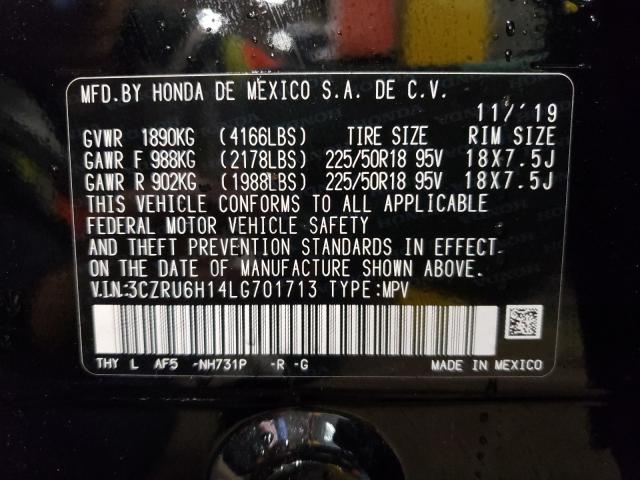 MFD. BY HONDA DE MEXICO S.A. DE C.V.
11/'19
GVWR 1890KG (4166LBS) TIRE SIZE RIM SIZE
GAWR F 988KG (2178LBS) 225/50R18 95V 18X7.5J
GAWR R 902KG (1988LBS) 225/50R18 95V 18X7.5J
THIS VEHICLE CONFORMS TO ALL APPLICABLE
FEDERAL MOTOR VEHICLE SAFETY
AND THEFT PREVENTION STANDARDS IN EFFECT
ON THE DATE OF MANUFACTURE SHOWN ABOVE.
V.I.N:3CZRU6H14LG701713 TYPE:MPV
THY L AF5 -NH731P -R -G MADE IN MEXICO